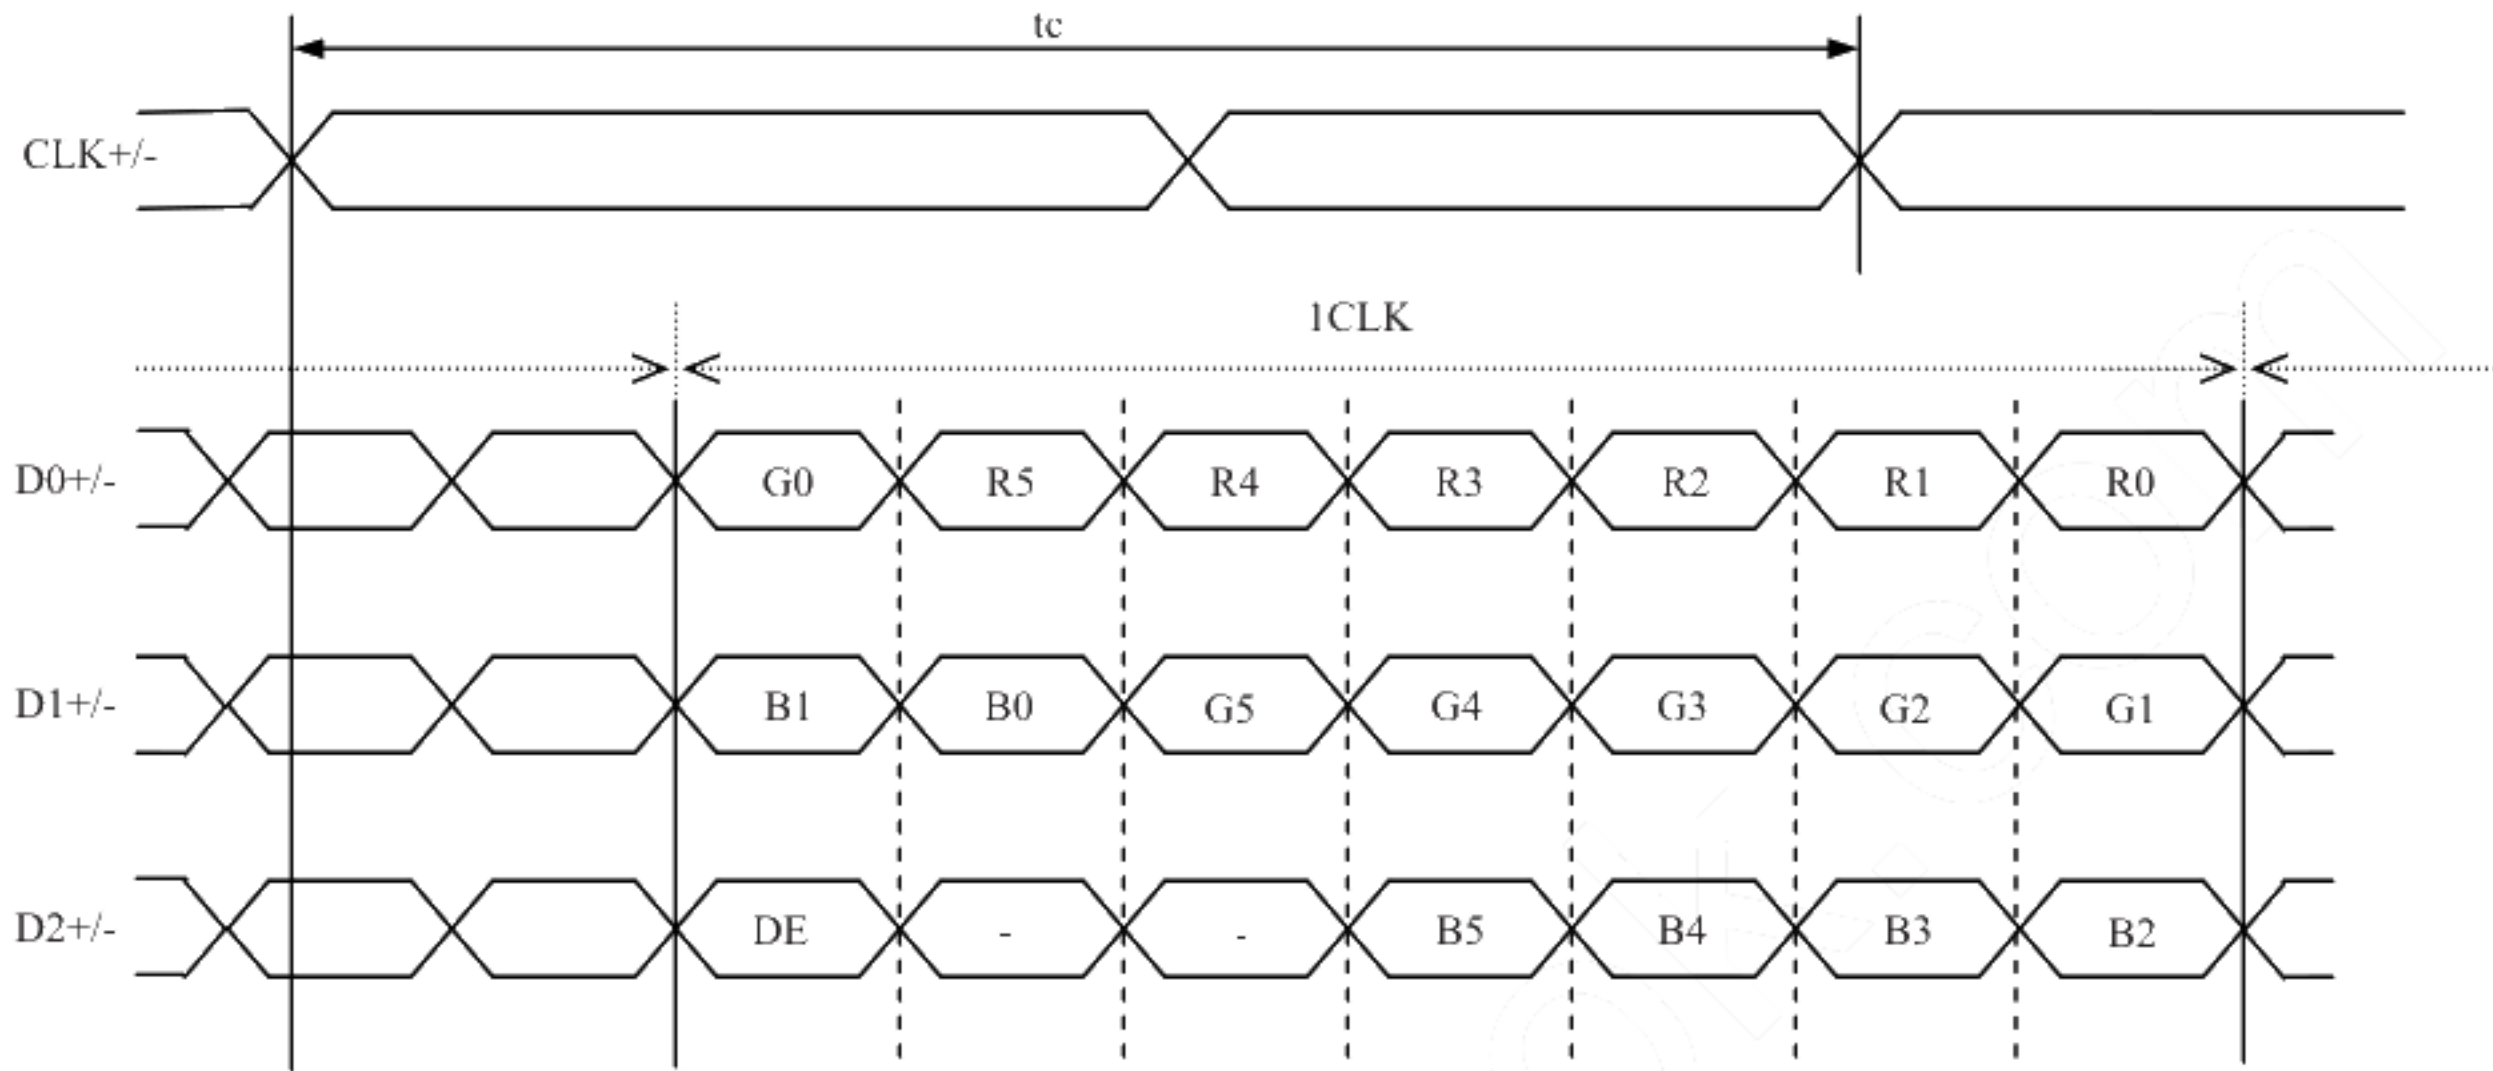 tc
CLK+/-
1CLK
D0+/- G0 R5 R4 R3 R2 R1 R0
D1+/- B1 B0 G5 G4 G3 G2 G1
D2+/- DE - - B5 B4 B3 B2